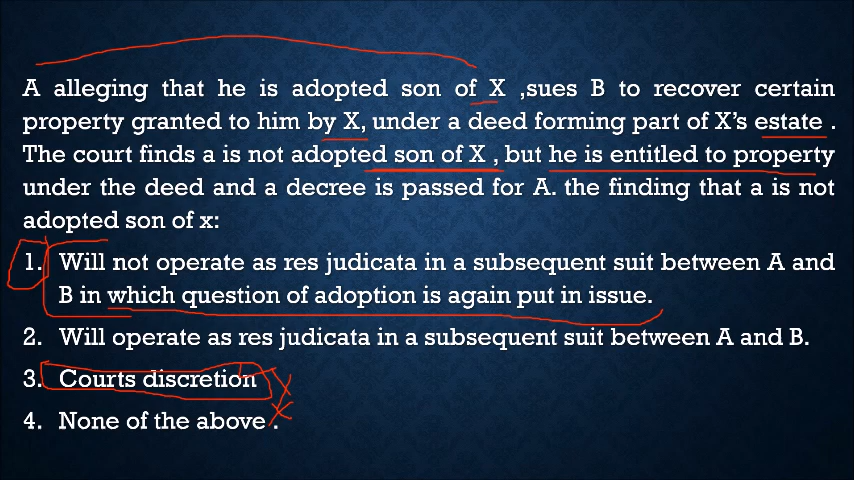 A alleging that he is adopted son of X ,sues B to recover certain
property granted to him by X, under a deed forming part of X's estate .
The court finds a is not adopted son of X , but he is entitled to property
under the deed and a decree is passed for A. the finding that a is not
adopted son of x:
1. Will not operate as res judicata in a subsequent suit between A and
B in which question of adoption is again put in issue.
2. Will operate as res judicata in a subsequent suit between A and B.
3. Courts discretion
4. None of the above .